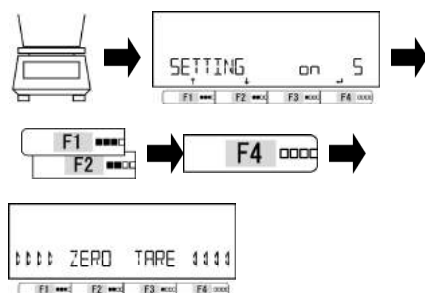 SETTING on 5
F1 F2 F3 F4
F1
F2
F4
ZERO TARE
F1 F2 F3 F4